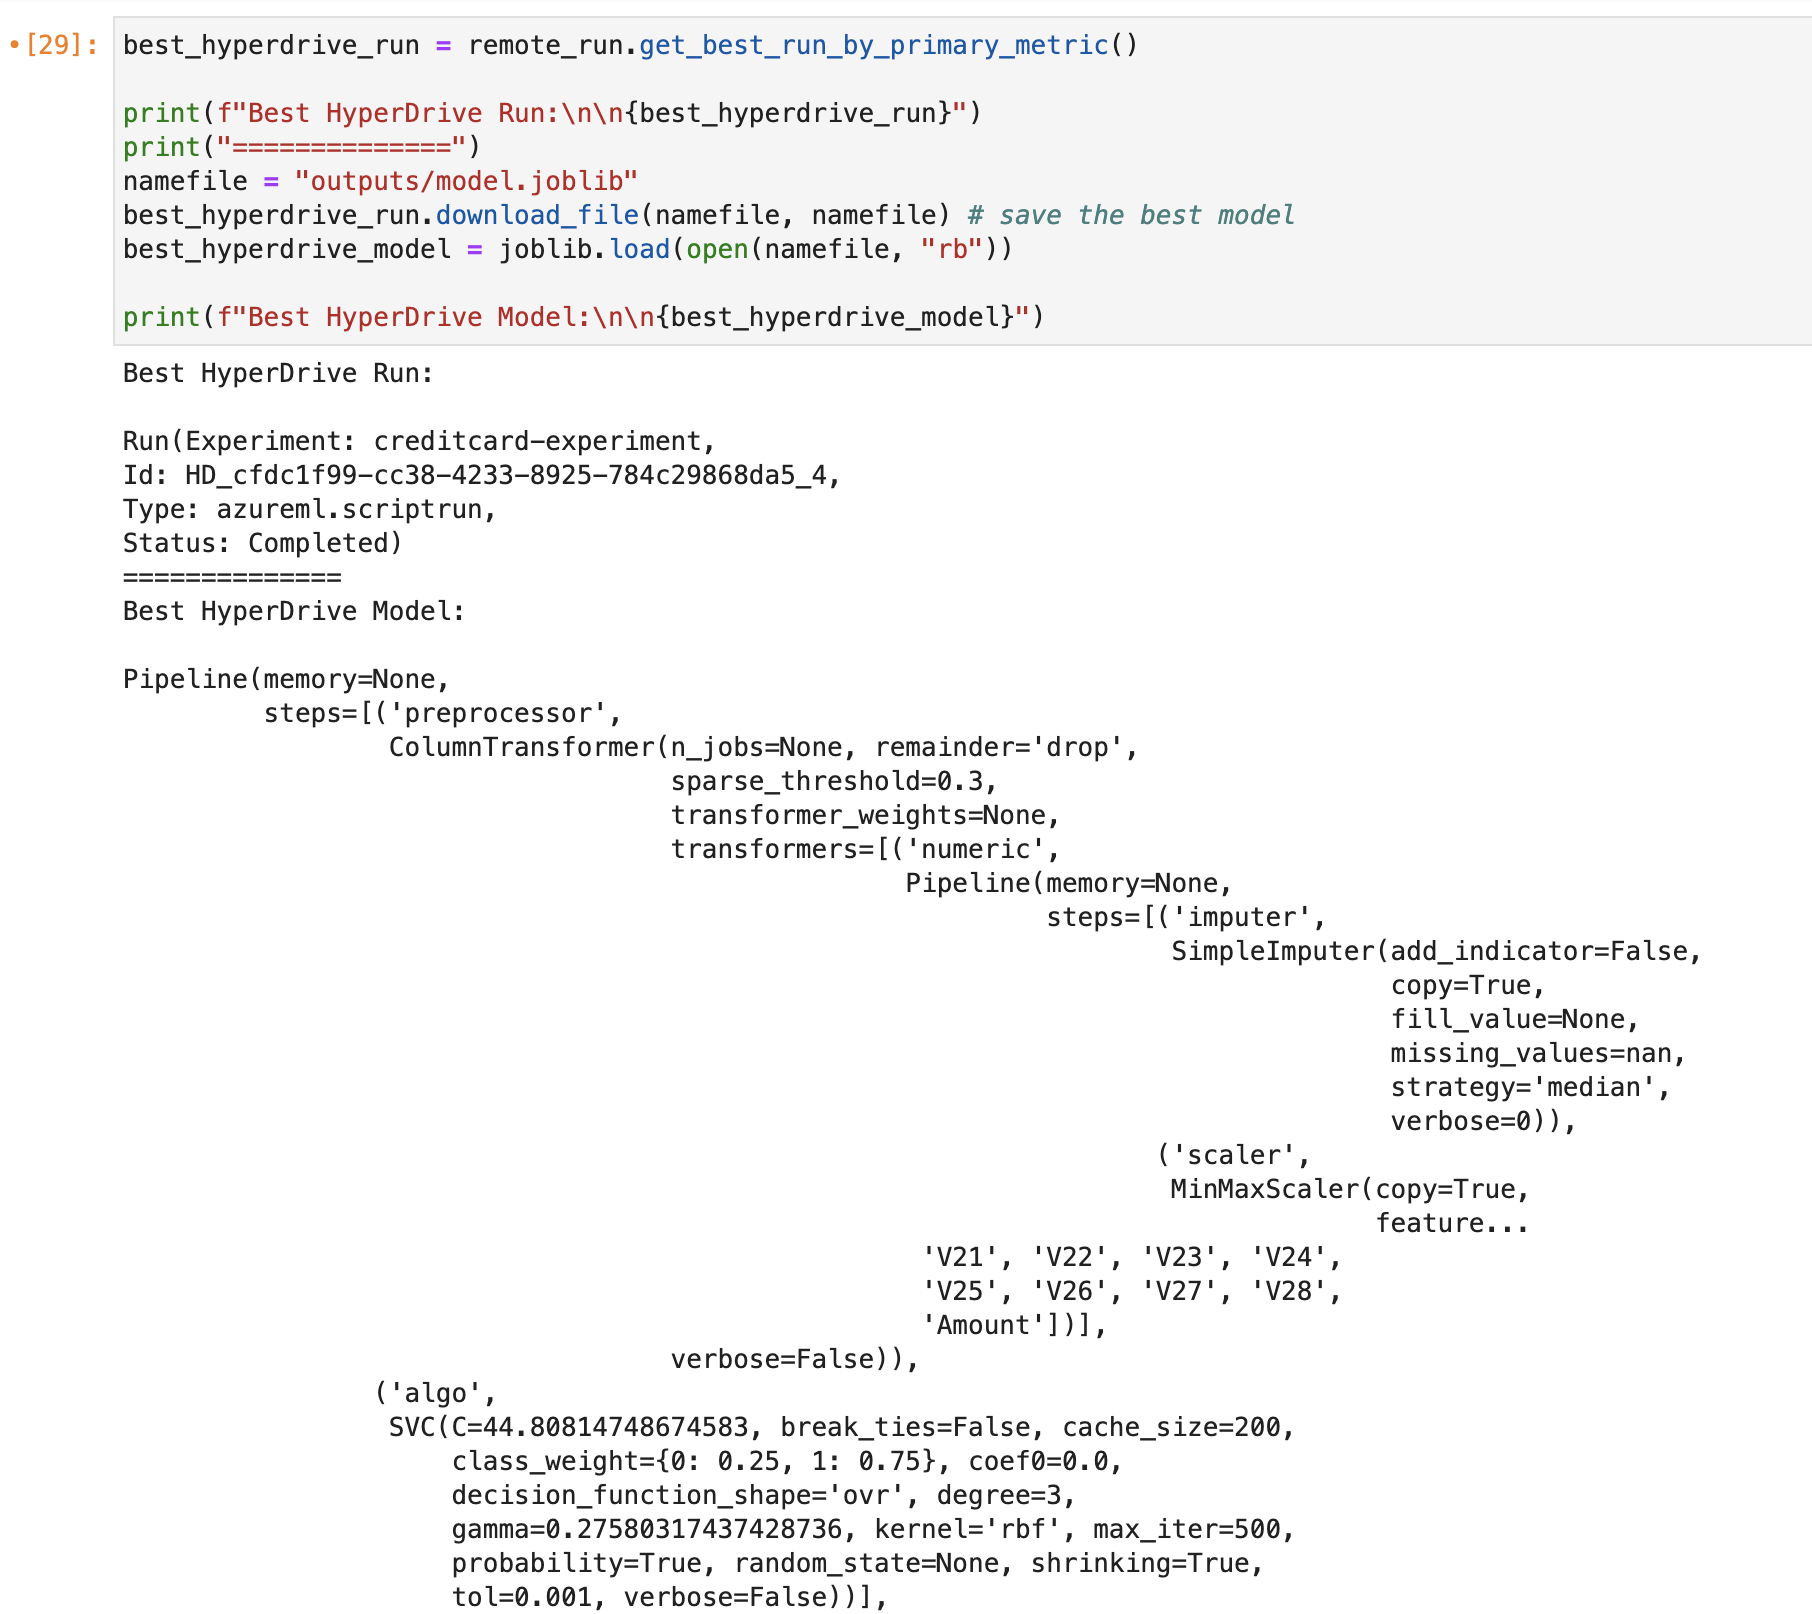 [29]: best_hyperdrive_run = remote_run.get_best_run_by_primary_metric()
print(f"Best HyperDrive Run:\n\n{best_hyperdrive_run}")
print("==============")
namefile = "outputs/model.joblib"
best_hyperdrive_run.download_file(namefile, namefile) # save the best model
best_hyperdrive_model = joblib.load(open(namefile, "rb"))
print(f"Best HyperDrive Model:\n\n{best_hyperdrive_model}")
Best HyperDrive Run:
Run(Experiment: creditcard-experiment,
Id: HD_cfdc1f99-cc38-4233-8925-784c29868da5_4,
Type: azureml.scriptrun,
Status: Completed)
==============
Best HyperDrive Model:
Pipeline(memory=None,
steps=[('preprocessor',
ColumnTransformer(n_jobs=None, remainder='drop',
sparse_threshold=0.3,
transformer_weights=None,
transformers=[('numeric',
Pipeline(memory=None,
steps=[('imputer',
SimpleImputer(add_indicator=False,
copy=True,
fill_value=None,
missing_values=nan,
strategy='median',
verbose=0)),
('scaler',
MinMaxScaler(copy=True,
feature...
'V21', 'V22', 'V23', 'V24',
'V25', 'V26', 'V27', 'V28',
'Amount'])],
verbose=False)),
('algo',
SVC(C=44.80814748674583, break_ties=False, cache_size=200,
class_weight={0: 0.25, 1: 0.75}, coef0=0.0,
decision_function_shape='ovr', degree=3,
gamma=0.27580317437428736, kernel='rbf', max_iter=500,
probability=True, random_state=None, shrinking=True,
tol=0.001, verbose=False))],